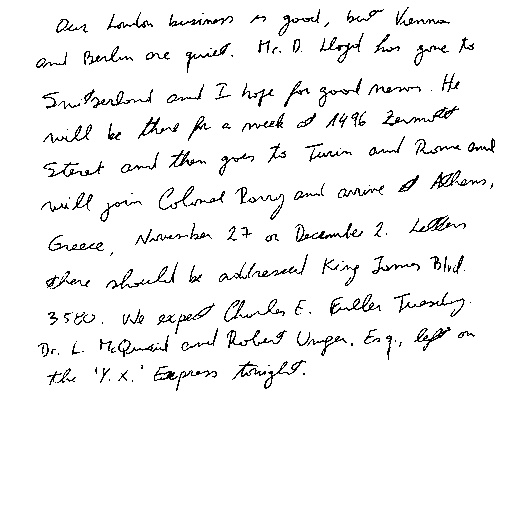 Our London business is good, but Vienna
and Berlin are quiet. Mr. D. Lloyd has gone to
Switzerland and I hope for good news. He
will be there for a week at 1496 Zermott
Street and then goes to Turin and Rome and
will join Colonel Parry and arrive at Athens,
Greece, November 27 or December 2. Letters
there should be addressed King James Blvd.
3580. We expect Charles E. Fuller Tuesday.
Dr. L. McQuaid and Robert Unger, Esq., left on
the 'Y.X.' Express tonight.